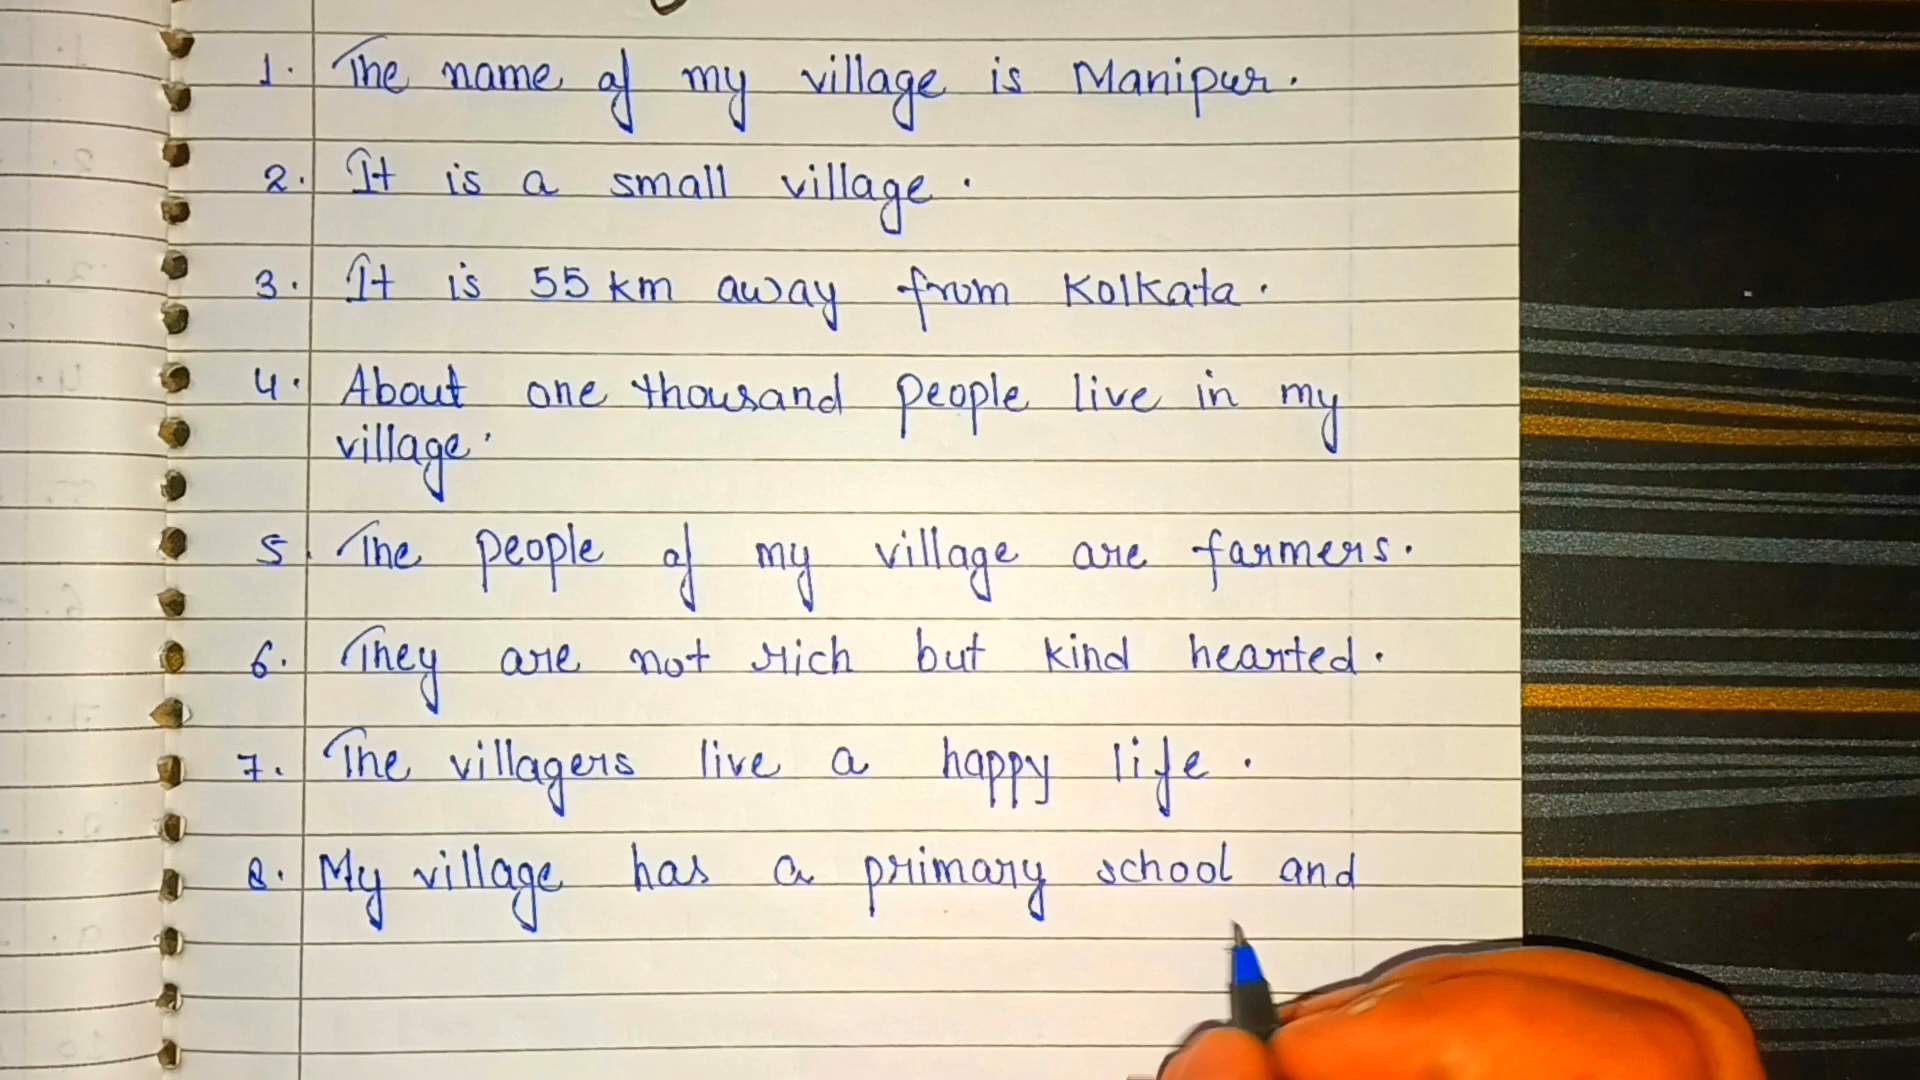 1. The name of my village is Manipur.
2. It is a small village.
3. It is 55 km away from Kolkata.
4. About one thousand people live in my
village.
5. The people of my village are farmers.
6. They are not rich but kind hearted.
7. The villagers live a happy life.
8. My village has a primary school and